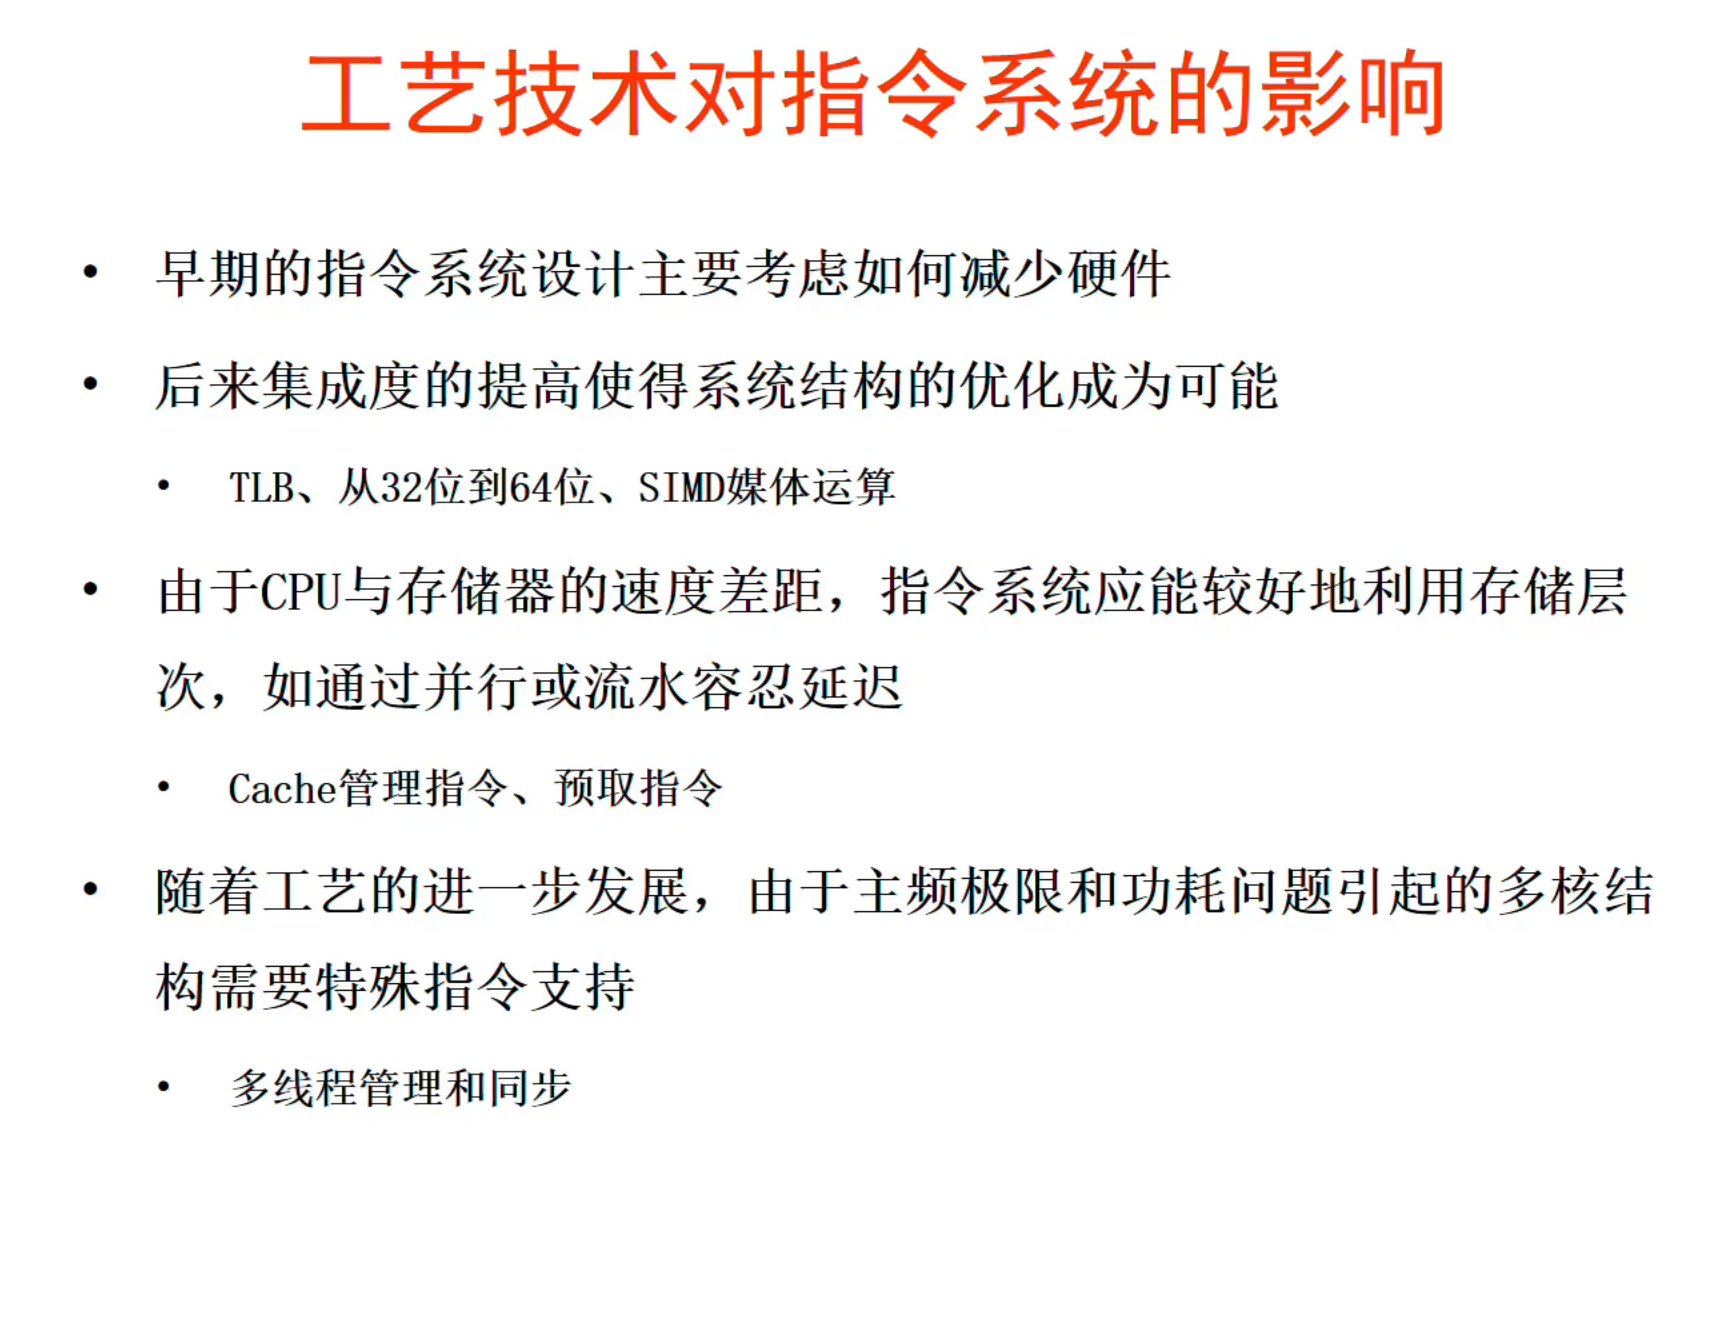 工艺技术对指令系统的影响
• 早期的指令系统设计主要考虑如何减少硬件
• 后来集成度的提高使得系统结构的优化成为可能
• TLB、从32位到64位、SIMD媒体运算
• 由于CPU与存储器的速度差距，指令系统应能较好地利用存储层
次，如通过并行或流水容忍延迟
• Cache管理指令、预取指令
• 随着工艺的进一步发展，由于主频极限和功耗问题引起的多核结
构需要特殊指令支持
• 多线程管理和同步